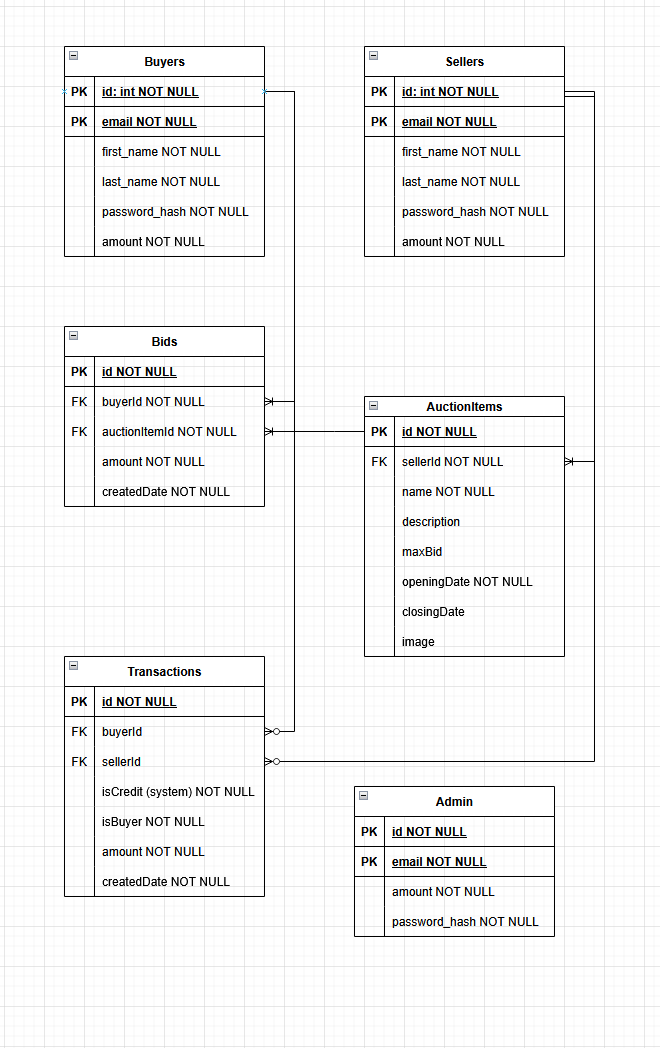 Buyers
PK id: int NOT NULL
PK email NOT NULL
first_name NOT NULL
last_name NOT NULL
password_hash NOT NULL
amount NOT NULL
Sellers
PK id: int NOT NULL
PK email NOT NULL
first_name NOT NULL
last_name NOT NULL
password_hash NOT NULL
amount NOT NULL
Bids
PK id NOT NULL
FK buyerId NOT NULL
FK auctionItemId NOT NULL
amount NOT NULL
createdDate NOT NULL
AuctionItems
PK id NOT NULL
FK sellerId NOT NULL
name NOT NULL
description
maxBid
openingDate NOT NULL
closingDate
image
Transactions
PK id NOT NULL
FK buyerId
FK sellerId
isCredit (system) NOT NULL
isBuyer NOT NULL
amount NOT NULL
createdDate NOT NULL
Admin
PK id NOT NULL
PK email NOT NULL
amount NOT NULL
password_hash NOT NULL